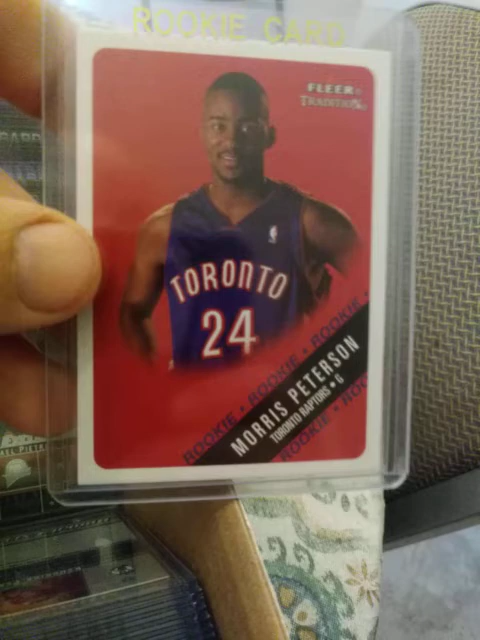 ROOKIE CARD
FLEER®
TRADITION®
TORONTO
24
ROOKIE • ROOKIE • ROOKIE •
MORRIS PETERSON
TORONTO RAPTORS • G
ROOKIE • ROO